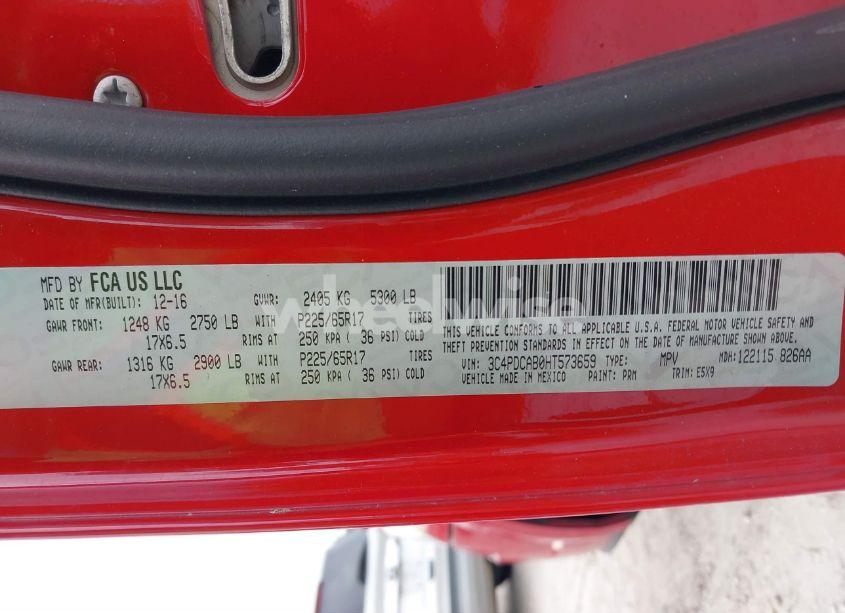 MFD BY FCA US LLC
DATE OF MFR(BUILT): 12-16 GVWR: 2405 KG 5300 LB
GAWR FRONT: 1248 KG 2750 LB WITH P225/65R17 TIRES
17X6.5 RIMS AT 250 KPA ( 36 PSI) COLD
GAWR REAR: 1316 KG 2900 LB WITH P225/65R17 TIRES
17X6.5 RIMS AT 250 KPA ( 36 PSI) COLD
THIS VEHICLE CONFORMS TO ALL APPLICABLE U.S.A. FEDERAL MOTOR VEHICLE SAFETY
AND THEFT PREVENTION STANDARDS IN EFFECT ON THE DATE OF MANUFACTURE SHOWN ABOVE.
VIN: 3C4PDCAB0HT573659 TYPE: MPV MDH:122115 826AA
VEHICLE MADE IN MEXICO PAINT: PRM TRIM: E5X9
wheelwise